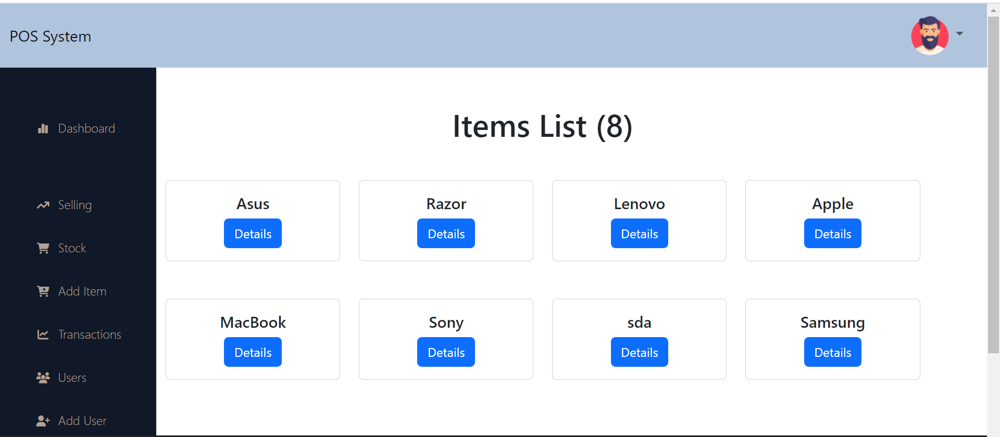 POS System
Dashboard
Selling
Stock
Add Item
Transactions
Users
Add User
Items List (8)
Asus
Details
Razor
Details
Lenovo
Details
Apple
Details
MacBook
Details
Sony
Details
sda
Details
Samsung
Details